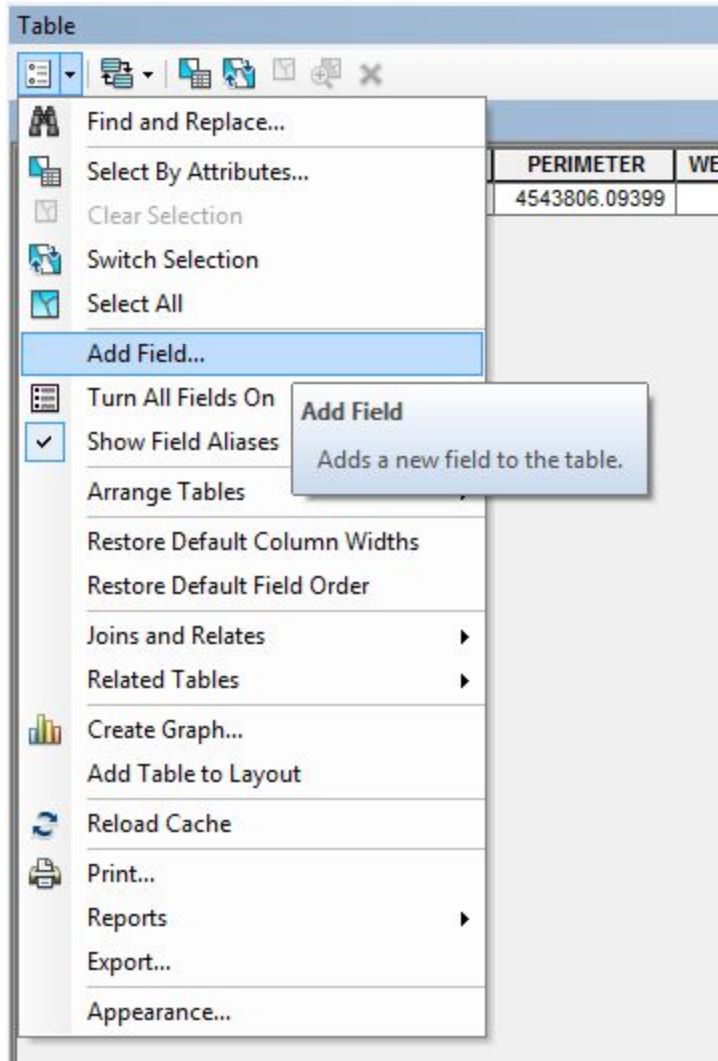 Table
Find and Replace...
PERIMETER
Select By Attributes...
4543806.09399
Clear Selection
Switch Selection
Select All
Add Field...
Turn All Fields On
Add Field
Show Field Aliases
Adds a new field to the table.
Arrange Tables
Restore Default Column Widths
Restore Default Field Order
Joins and Relates
Related Tables
Create Graph...
Add Table to Layout
Reload Cache
Print...
Reports
Export...
Appearance...